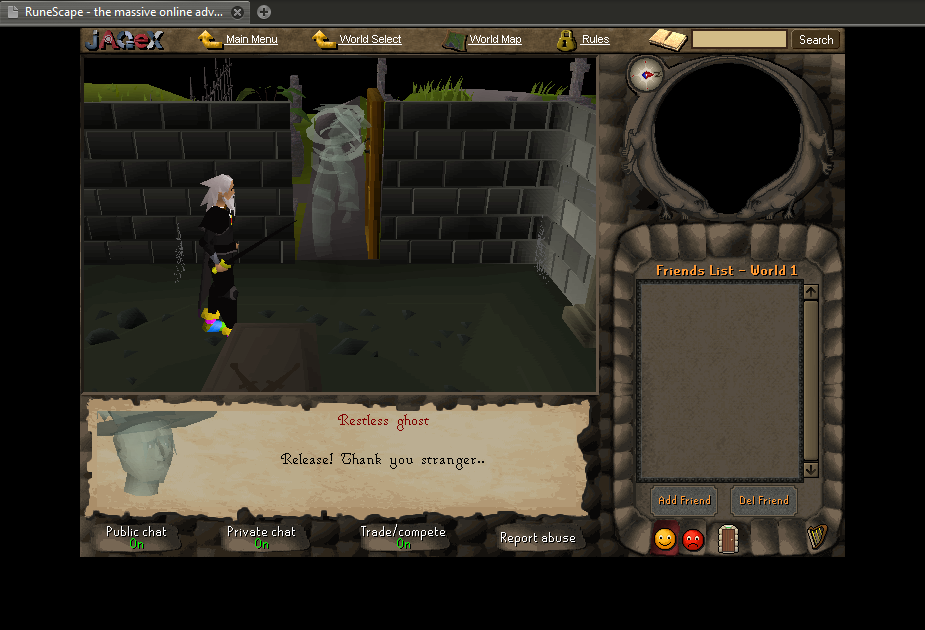 RuneScape - the massive online adv...
JAGEX
Main Menu
World Select
World Map
Rules
Search
Friends List - World 1
Restless ghost
Release! Thank you stranger..
Add Friend
Del Friend
Public chat
On
Private chat
On
Trade/compete
On
Report abuse